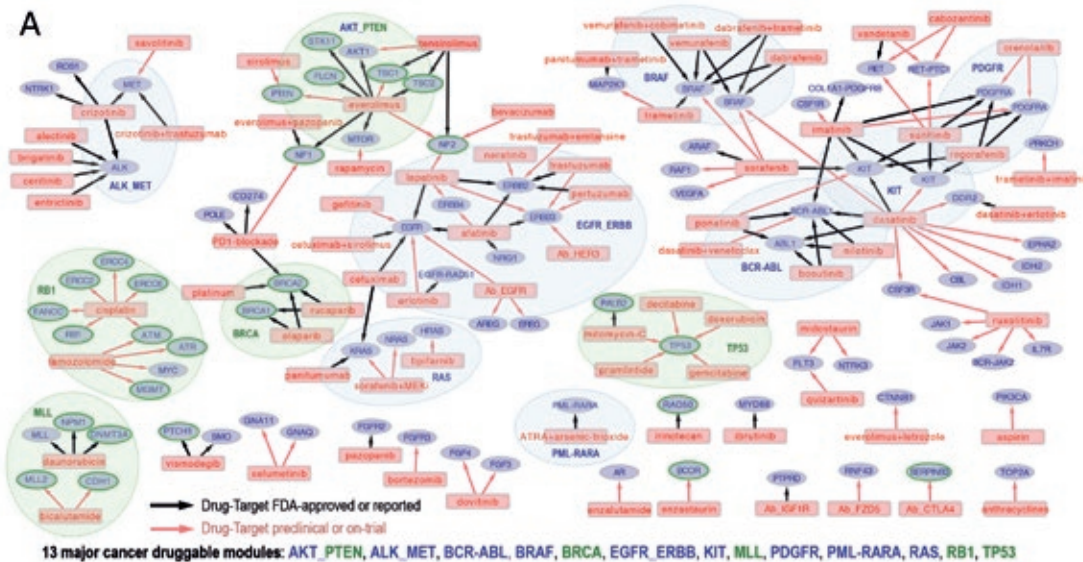 A
AKT_PTEN
savolitinib
ROS1
MET
NTRK1
crizotinib
alectinib
crizotinib+trastuzumab
brigatinib
ALK
ceritinib
ALK_MET
entrictinib
STK11
AKT1
temsirolimus
sirolimus
FLCN
TSC1
TSC2
PTEN
everolimus
everolimus+pazopanib
MTOR
NF1
rapamycin
NF2
bevacizumab
CD274
POLE
PD1-blockade
trastuzumab+emtansine
neratinib
lapatinib
trastuzumab
ERBB2
pertuzumab
gefitinib
ERBB4
ERBB3
EGFR
afatinib
EGFR_ERBB
cetuximab+sirolimus
NRG1
Ab_HER3
cetuximab
EGFR-RAD51
erlotinib
Ab_EGFR
AREG
EREG
vemurafenib+cobimetinib
dabrafenib+trametinib
vemurafenib
panitumumab+trametinib
BRAF
dabrafenib
MAP2K1
BRAF
BRAF
trametinib
cabozantinib
vandetanib
crenolanib
RET
RET-PTC1
PDGFR
COL1A1-PDGFRB
PDGFRA
CSF1R
PDGFRA
imatinib
sunitinib
PRKCH
ARAF
regorafenib
sorafenib
RAF1
KIT
KIT
trametinib+imatinib
VEGFA
KIT
DDR2
BCR-ABL1
dasatinib
ponatinib
dasatinib+erlotinib
dasatinib+venetoclax
ABL1
nilotinib
EPHA2
BCR-ABL
bosutinib
IDH2
CBL
IDH1
CSF3R
ruxolitinib
JAK1
JAK2
BCR-JAK2
IL7R
ERCC4
RB1
ERCC2
ERCC6
cisplatin
FANCC
RB1
ATM
ATR
temozolomide
MYC
MGMT
platinum
BRCA2
BRCA1
rucaparib
BRCA
olaparib
HRAS
KRAS
NRAS
tipifarnib
panitumumab
RAS
sorafenib+MEKi
PALB2
decitabine
doxorubicin
mitomycin-C
TP53
TP53
pramlintide
gemcitabine
midostaurin
FLT3
NTRK3
quizartinib
MLL
NPM1
MLL
DNMT3A
daunorubicin
MLL2
CDH1
bicalutamide
PTCH1
SMO
vismodegib
GNA11
GNAQ
selumetinib
FGFR2
pazopanib
FGFR3
bortezomib
FGF4
FGF3
dovitinib
PML-RARA
ATRA+arsenic-trioxide
PML-RARA
RAD50
irinotecan
MYD88
ibrutinib
CTNNB1
everolimus+letrozole
PIK3CA
aspirin
AR
enzalutamide
BCOR
enzastaurin
PTPRD
Ab_IGF1R
RNF43
Ab_FZD5
Ab_CTLA4
TOP2A
anthracyclines
Drug-Target FDA-approved or reported
Drug-Target preclinical or on-trial
13 major cancer druggable modules: AKT_PTEN, ALK_MET, BCR-ABL, BRAF, BRCA, EGFR_ERBB, KIT, MLL, PDGFR, PML-RARA, RAS, RB1, TP53